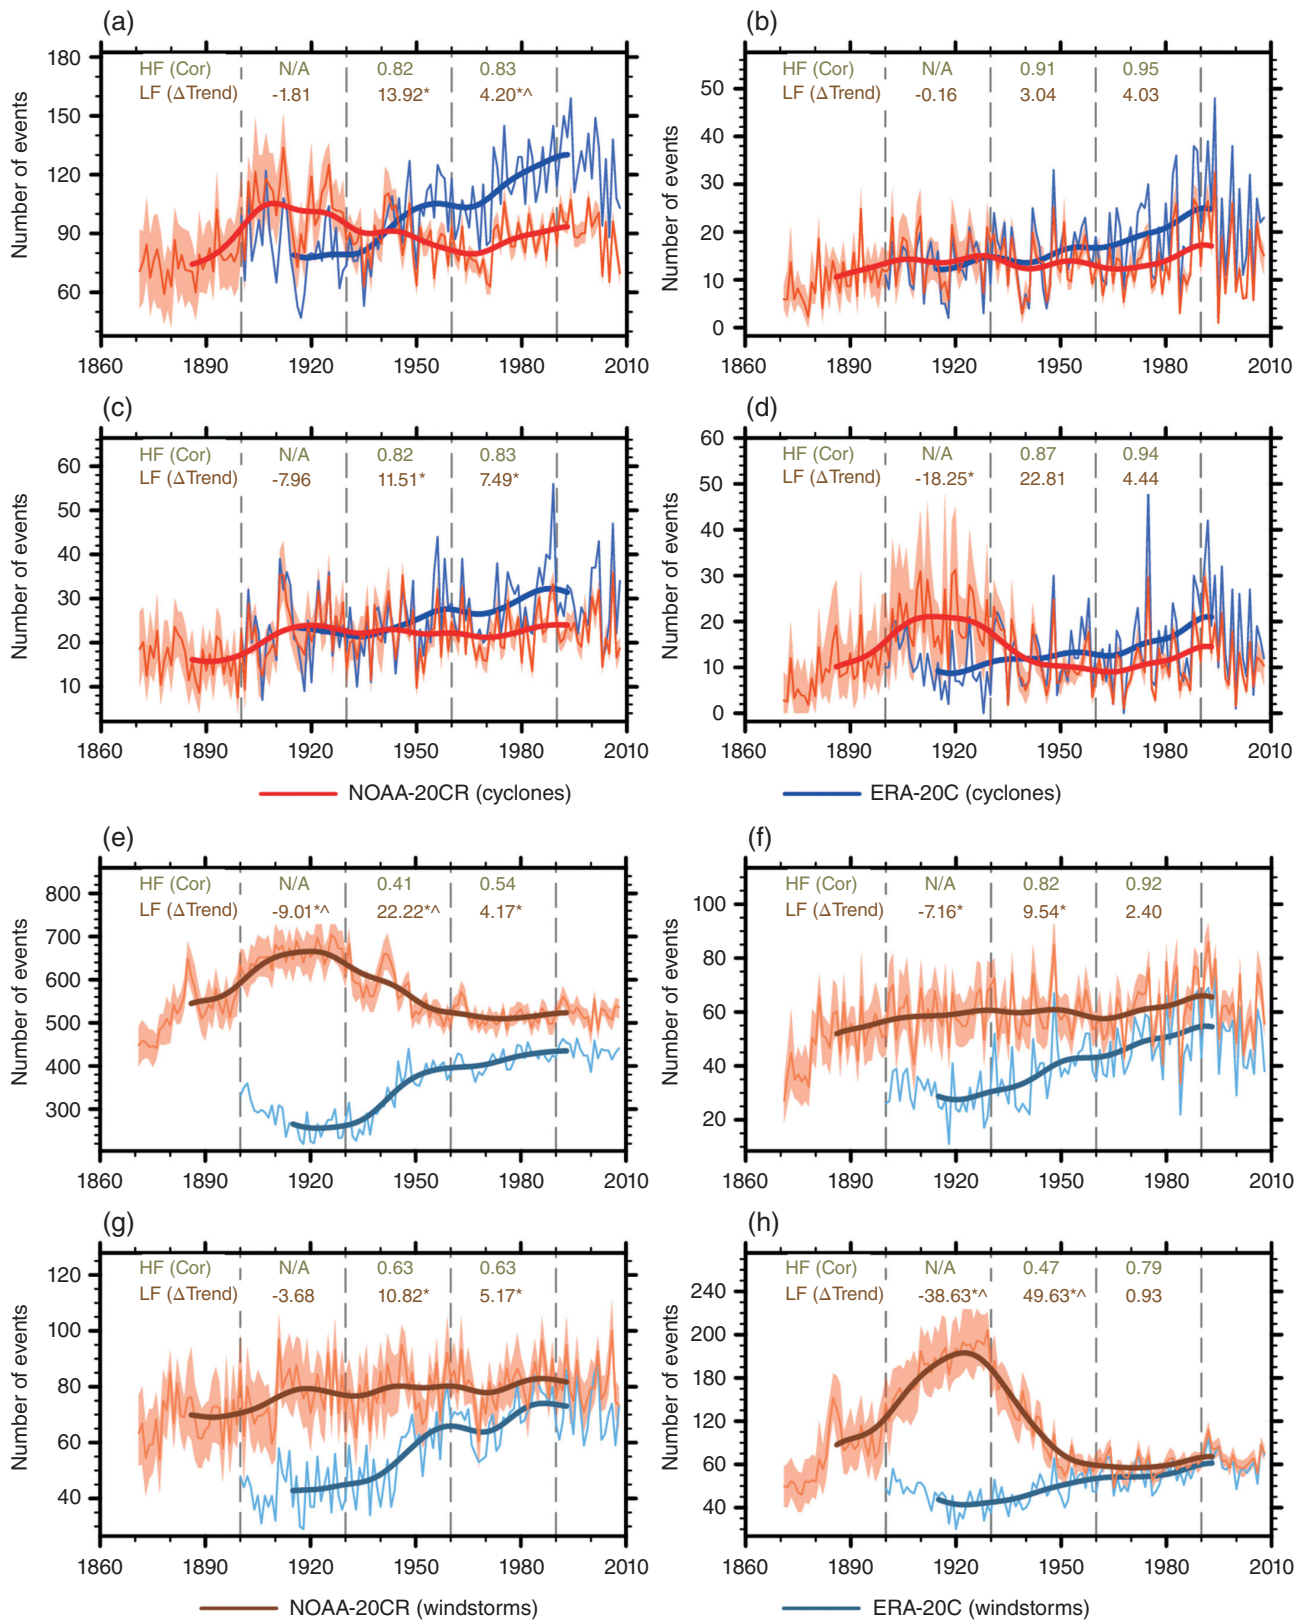 (a)
Number of events
180
150
120
90
60
HF (Cor) N/A 0.82 0.83
LF (ΔTrend) -1.81 13.92* 4.20*^
1860 1890 1920 1950 1980 2010
(b)
Number of events
50
40
30
20
10
0
HF (Cor) N/A 0.91 0.95
LF (ΔTrend) -0.16 3.04 4.03
1860 1890 1920 1950 1980 2010
(c)
Number of events
60
50
40
30
20
10
HF (Cor) N/A 0.82 0.83
LF (ΔTrend) -7.96 11.51* 7.49*
1860 1890 1920 1950 1980 2010
(d)
Number of events
60
50
40
30
20
10
0
HF (Cor) N/A 0.87 0.94
LF (ΔTrend) -18.25* 22.81 4.44
1860 1890 1920 1950 1980 2010
NOAA-20CR (cyclones) ERA-20C (cyclones)
(e)
Number of events
800
700
600
500
400
300
HF (Cor) N/A 0.41 0.54
LF (ΔTrend) -9.01*^ 22.22*^ 4.17*
1860 1890 1920 1950 1980 2010
(f)
Number of events
100
80
60
40
20
HF (Cor) N/A 0.82 0.92
LF (ΔTrend) -7.16* 9.54* 2.40
1860 1890 1920 1950 1980 2010
(g)
Number of events
120
100
80
60
40
HF (Cor) N/A 0.63 0.63
LF (ΔTrend) -3.68 10.82* 5.17*
1860 1890 1920 1950 1980 2010
(h)
Number of events
240
200
180
120
60
40
HF (Cor) N/A 0.47 0.79
LF (ΔTrend) -38.63*^ 49.63*^ 0.93
1860 1890 1920 1950 1980 2010
NOAA-20CR (windstorms) ERA-20C (windstorms)